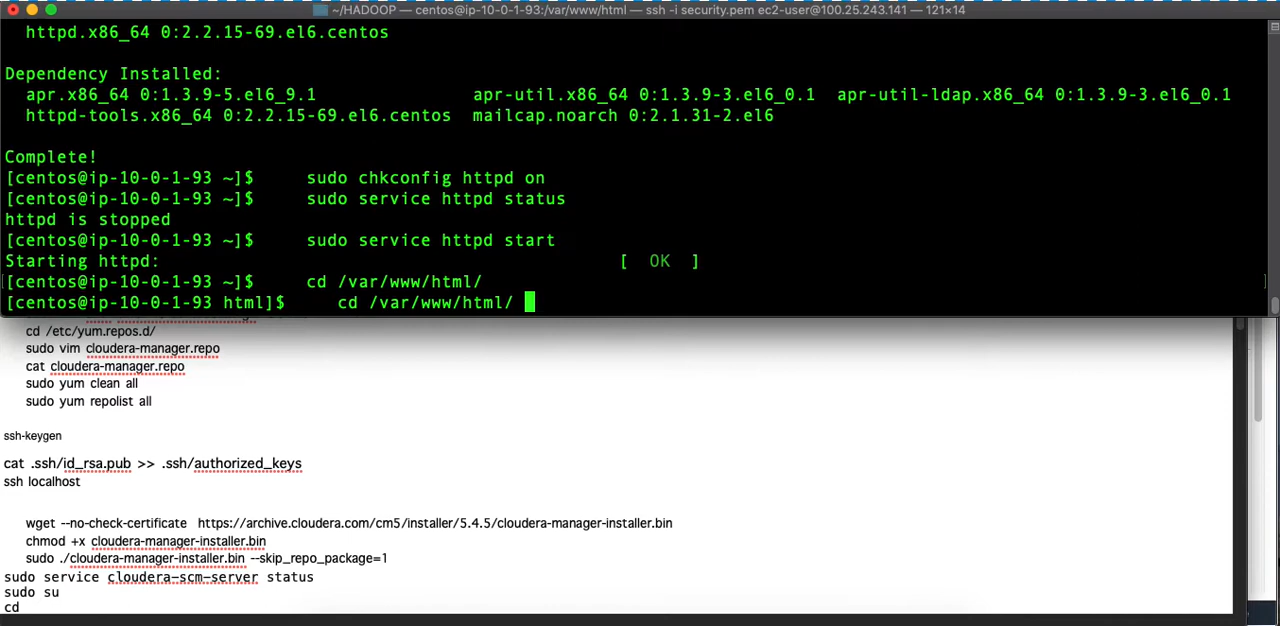 ~/HADOOP — centos@ip-10-0-1-93:/var/www/html — ssh -i security.pem ec2-user@100.25.243.141 — 121×14
httpd.x86_64 0:2.2.15-69.el6.centos
Dependency Installed:
apr.x86_64 0:1.3.9-5.el6_9.1 apr-util.x86_64 0:1.3.9-3.el6_0.1 apr-util-ldap.x86_64 0:1.3.9-3.el6_0.1
httpd-tools.x86_64 0:2.2.15-69.el6.centos mailcap.noarch 0:2.1.31-2.el6
Complete!
[centos@ip-10-0-1-93 ~]$ sudo chkconfig httpd on
[centos@ip-10-0-1-93 ~]$ sudo service httpd status
httpd is stopped
[centos@ip-10-0-1-93 ~]$ sudo service httpd start
Starting httpd: [ OK ]
[centos@ip-10-0-1-93 ~]$ cd /var/www/html/
[centos@ip-10-0-1-93 html]$ cd /var/www/html/
cd /etc/yum.repos.d/
sudo vim cloudera-manager.repo
cat cloudera-manager.repo
sudo yum clean all
sudo yum repolist all
ssh-keygen
cat .ssh/id_rsa.pub >> .ssh/authorized_keys
ssh localhost
wget --no-check-certificate https://archive.cloudera.com/cm5/installer/5.4.5/cloudera-manager-installer.bin
chmod +x cloudera-manager-installer.bin
sudo ./cloudera-manager-installer.bin --skip_repo_package=1
sudo service cloudera-scm-server status
sudo su
cd